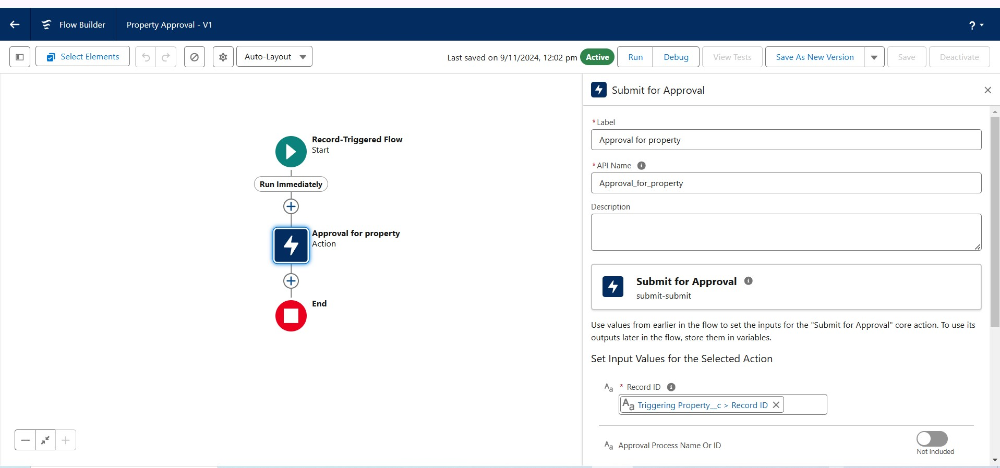 Flow Builder
Property Approval - V1
?
Select Elements
Auto-Layout
Last saved on 9/11/2024, 12:02 pm
Active
Run
Debug
View Tests
Save As New Version
Save
Deactivate
Record-Triggered Flow
Start
Run Immediately
Approval for property
Action
End
Submit for Approval
* Label
Approval for property
* API Name
Approval_for_property
Description
Submit for Approval
submit-submit
Use values from earlier in the flow to set the inputs for the "Submit for Approval" core action. To use its
outputs later in the flow, store them in variables.
Set Input Values for the Selected Action
Aa * Record ID
Aa Triggering Property__c > Record ID
Aa Approval Process Name Or ID
Not Included